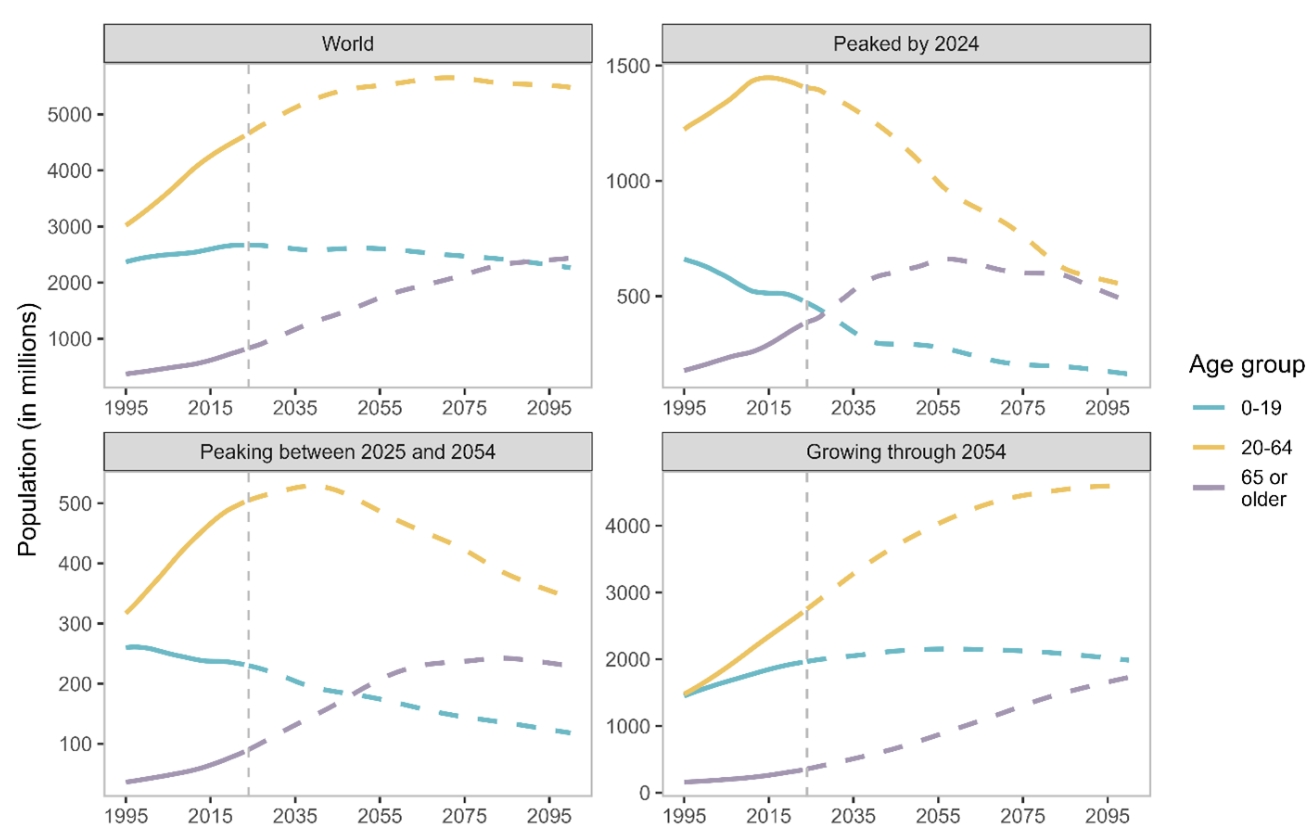 World
Peaked by 2024
5000
4000
3000
2000
1000
1500
1000
500
1995 2015 2035 2055 2075 2095
1995 2015 2035 2055 2075 2095
Population (in millions)
Peaking between 2025 and 2054
Growing through 2054
500
400
300
200
100
4000
3000
2000
1000
0
1995 2015 2035 2055 2075 2095
1995 2015 2035 2055 2075 2095
Age group
0-19
20-64
65 or
older